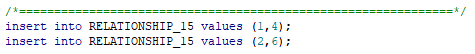 /*==============================================================*/
insert into RELATIONSHIP_15 values (1,4);
insert into RELATIONSHIP_15 values (2,6);